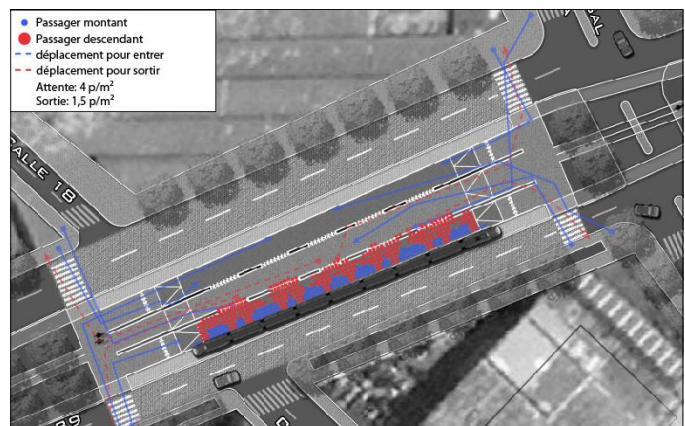 Passager montant
Passager descendant
déplacement pour entrer
déplacement pour sortir
Attente: 4 p/m²
Sortie: 1,5 p/m²
CALLE 18